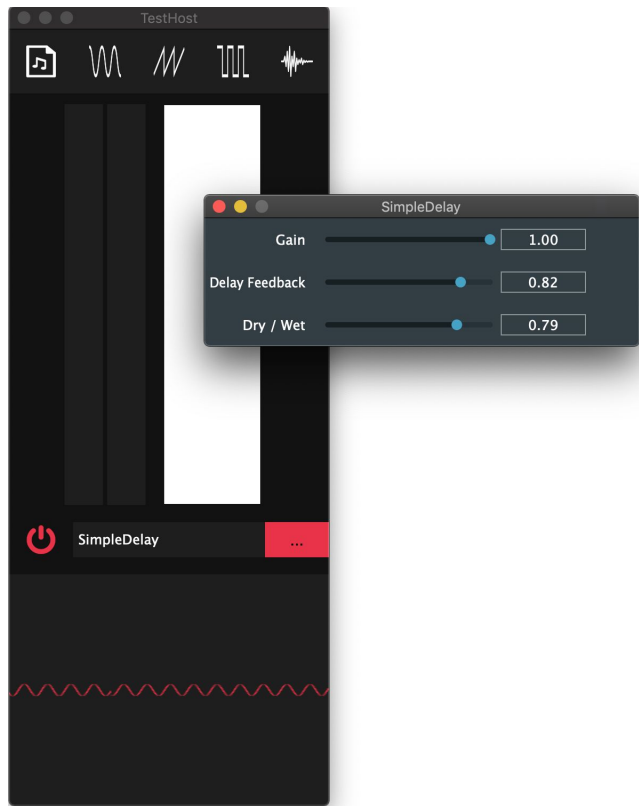 TestHost
SimpleDelay
Gain 1.00
Delay Feedback 0.82
Dry / Wet 0.79
SimpleDelay ...